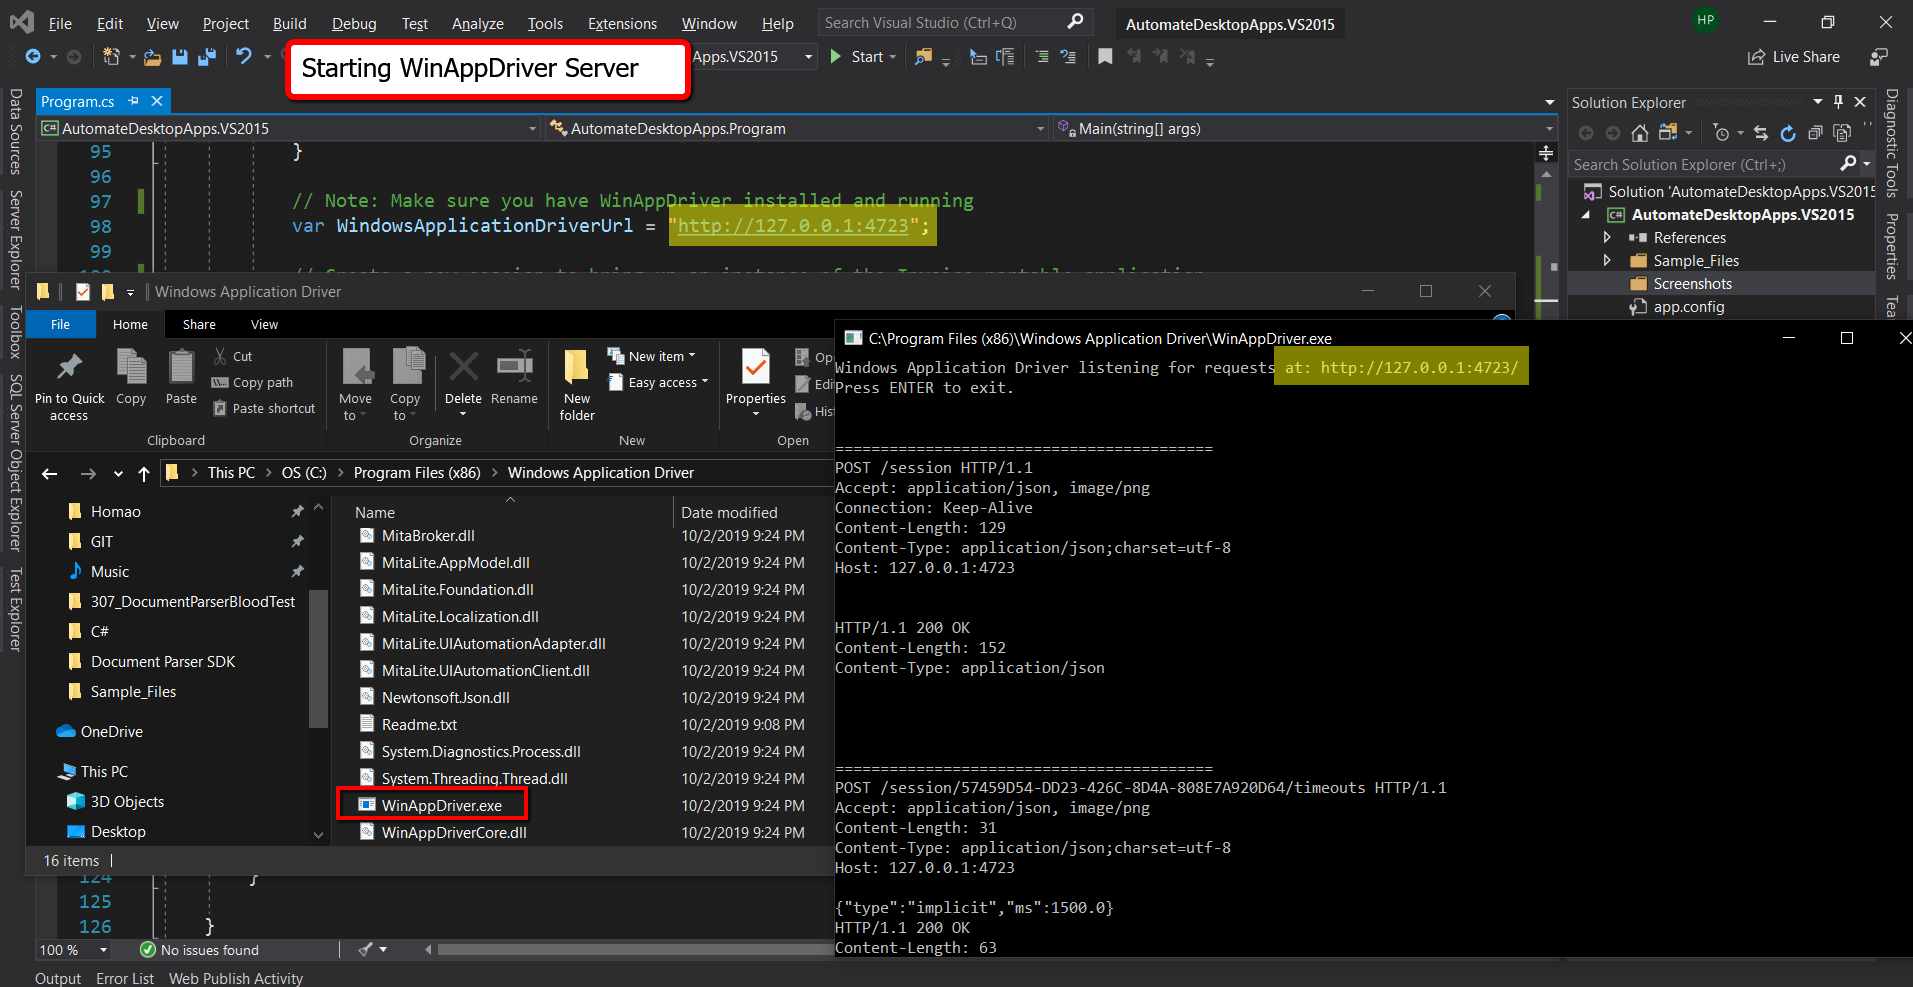 File Edit View Project Build Debug Test Analyze Tools Extensions Window Help
Search Visual Studio (Ctrl+Q)
AutomateDesktopApps.VS2015
HP
Starting WinAppDriver Server
Apps.VS2015
Start
Live Share
Data Sources
Server Explorer
Toolbox
SQL Server Object Explorer
Test Explorer
Program.cs
AutomateDesktopApps.VS2015
AutomateDesktopApps.Program
Main(string[] args)
95 }
96
97 // Note: Make sure you have WinAppDriver installed and running
98 var WindowsApplicationDriverUrl = "http://127.0.0.1:4723";
99
Solution Explorer
Search Solution Explorer (Ctrl+;)
Solution 'AutomateDesktopApps.VS2015
AutomateDesktopApps.VS2015
References
Sample_Files
Screenshots
app.config
Diagnostic Tools
Properties
Tea
Windows Application Driver
File Home Share View
Pin to Quick access
Copy
Paste
Cut
Copy path
Paste shortcut
Clipboard
Move to
Copy to
Delete
Rename
Organize
New folder
New item
Easy access
New
Properties
Op
Edi
His
Open
This PC > OS (C:) > Program Files (x86) > Windows Application Driver
Homao
GIT
Music
307_DocumentParserBloodTest
C#
Document Parser SDK
Sample_Files
OneDrive
This PC
3D Objects
Desktop
Name Date modified
MitaBroker.dll 10/2/2019 9:24 PM
MitaLite.AppModel.dll 10/2/2019 9:24 PM
MitaLite.Foundation.dll 10/2/2019 9:24 PM
MitaLite.Localization.dll 10/2/2019 9:24 PM
MitaLite.UIAutomationAdapter.dll 10/2/2019 9:24 PM
MitaLite.UIAutomationClient.dll 10/2/2019 9:24 PM
Newtonsoft.Json.dll 10/2/2019 9:24 PM
Readme.txt 10/2/2019 9:08 PM
System.Diagnostics.Process.dll 10/2/2019 9:24 PM
System.Threading.Thread.dll 10/2/2019 9:24 PM
WinAppDriver.exe 10/2/2019 9:24 PM
WinAppDriverCore.dll 10/2/2019 9:24 PM
16 items
C:\Program Files (x86)\Windows Application Driver\WinAppDriver.exe
Windows Application Driver listening for requests at: http://127.0.0.1:4723/
Press ENTER to exit.
==========================================
POST /session HTTP/1.1
Accept: application/json, image/png
Connection: Keep-Alive
Content-Length: 129
Content-Type: application/json;charset=utf-8
Host: 127.0.0.1:4723
HTTP/1.1 200 OK
Content-Length: 152
Content-Type: application/json
==========================================
POST /session/57459D54-DD23-426C-8D4A-808E7A920D64/timeouts HTTP/1.1
Accept: application/json, image/png
Content-Length: 31
Content-Type: application/json;charset=utf-8
Host: 127.0.0.1:4723
{"type":"implicit","ms":1500.0}
HTTP/1.1 200 OK
Content-Length: 63
124 }
125
126 }
100 %
No issues found
Output Error List Web Publish Activity